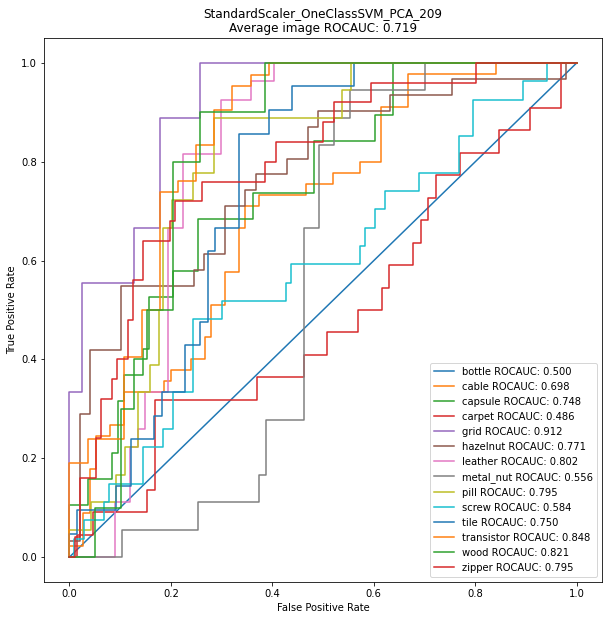 StandardScaler_OneClassSVM_PCA_209
Average image ROCAUC: 0.719
True Positive Rate
1.0
0.8
0.6
0.4
0.2
0.0
bottle ROCAUC: 0.500
cable ROCAUC: 0.698
capsule ROCAUC: 0.748
carpet ROCAUC: 0.486
grid ROCAUC: 0.912
hazelnut ROCAUC: 0.771
leather ROCAUC: 0.802
metal_nut ROCAUC: 0.556
pill ROCAUC: 0.795
screw ROCAUC: 0.584
tile ROCAUC: 0.750
transistor ROCAUC: 0.848
wood ROCAUC: 0.821
zipper ROCAUC: 0.795
0.0 0.2 0.4 0.6 0.8 1.0
False Positive Rate